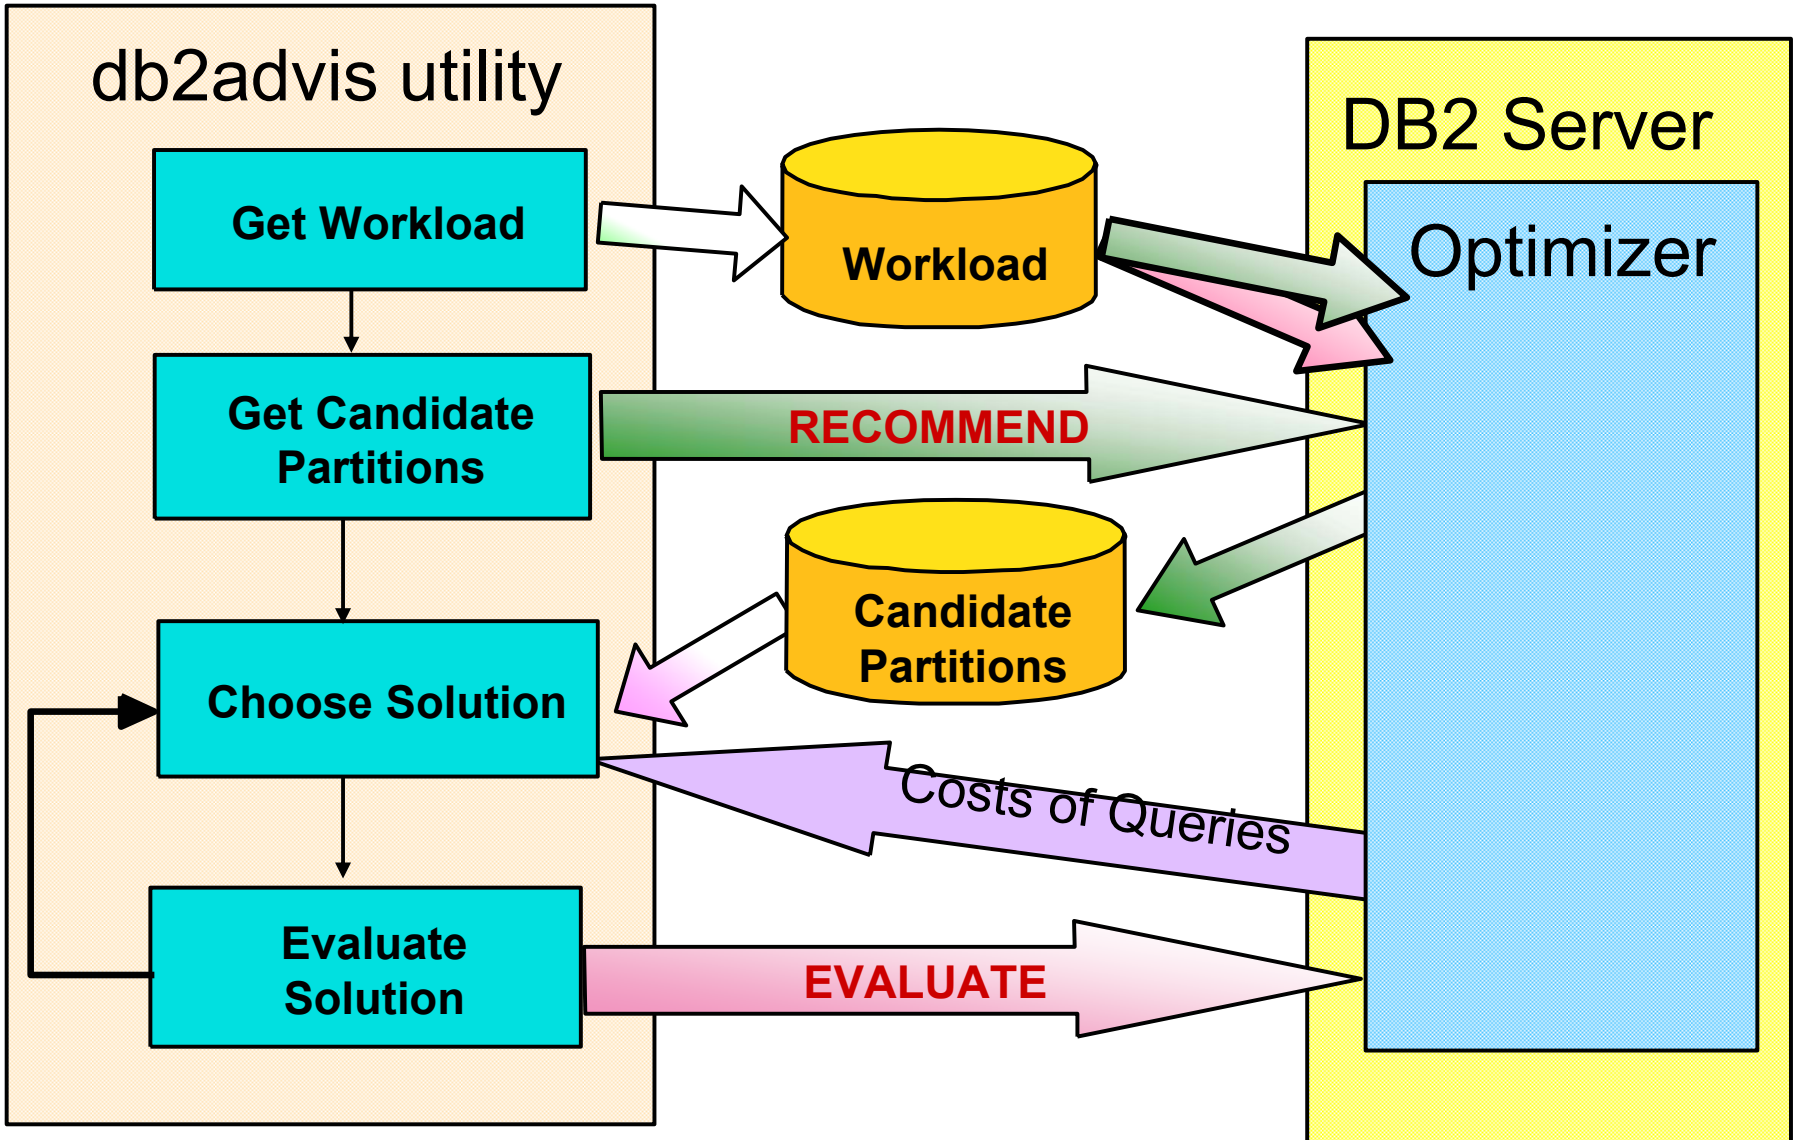 db2advis utility
DB2 Server
Get Workload
Workload
Optimizer
Get Candidate
Partitions
RECOMMEND
Candidate
Partitions
Choose Solution
Costs of Queries
Evaluate
Solution
EVALUATE